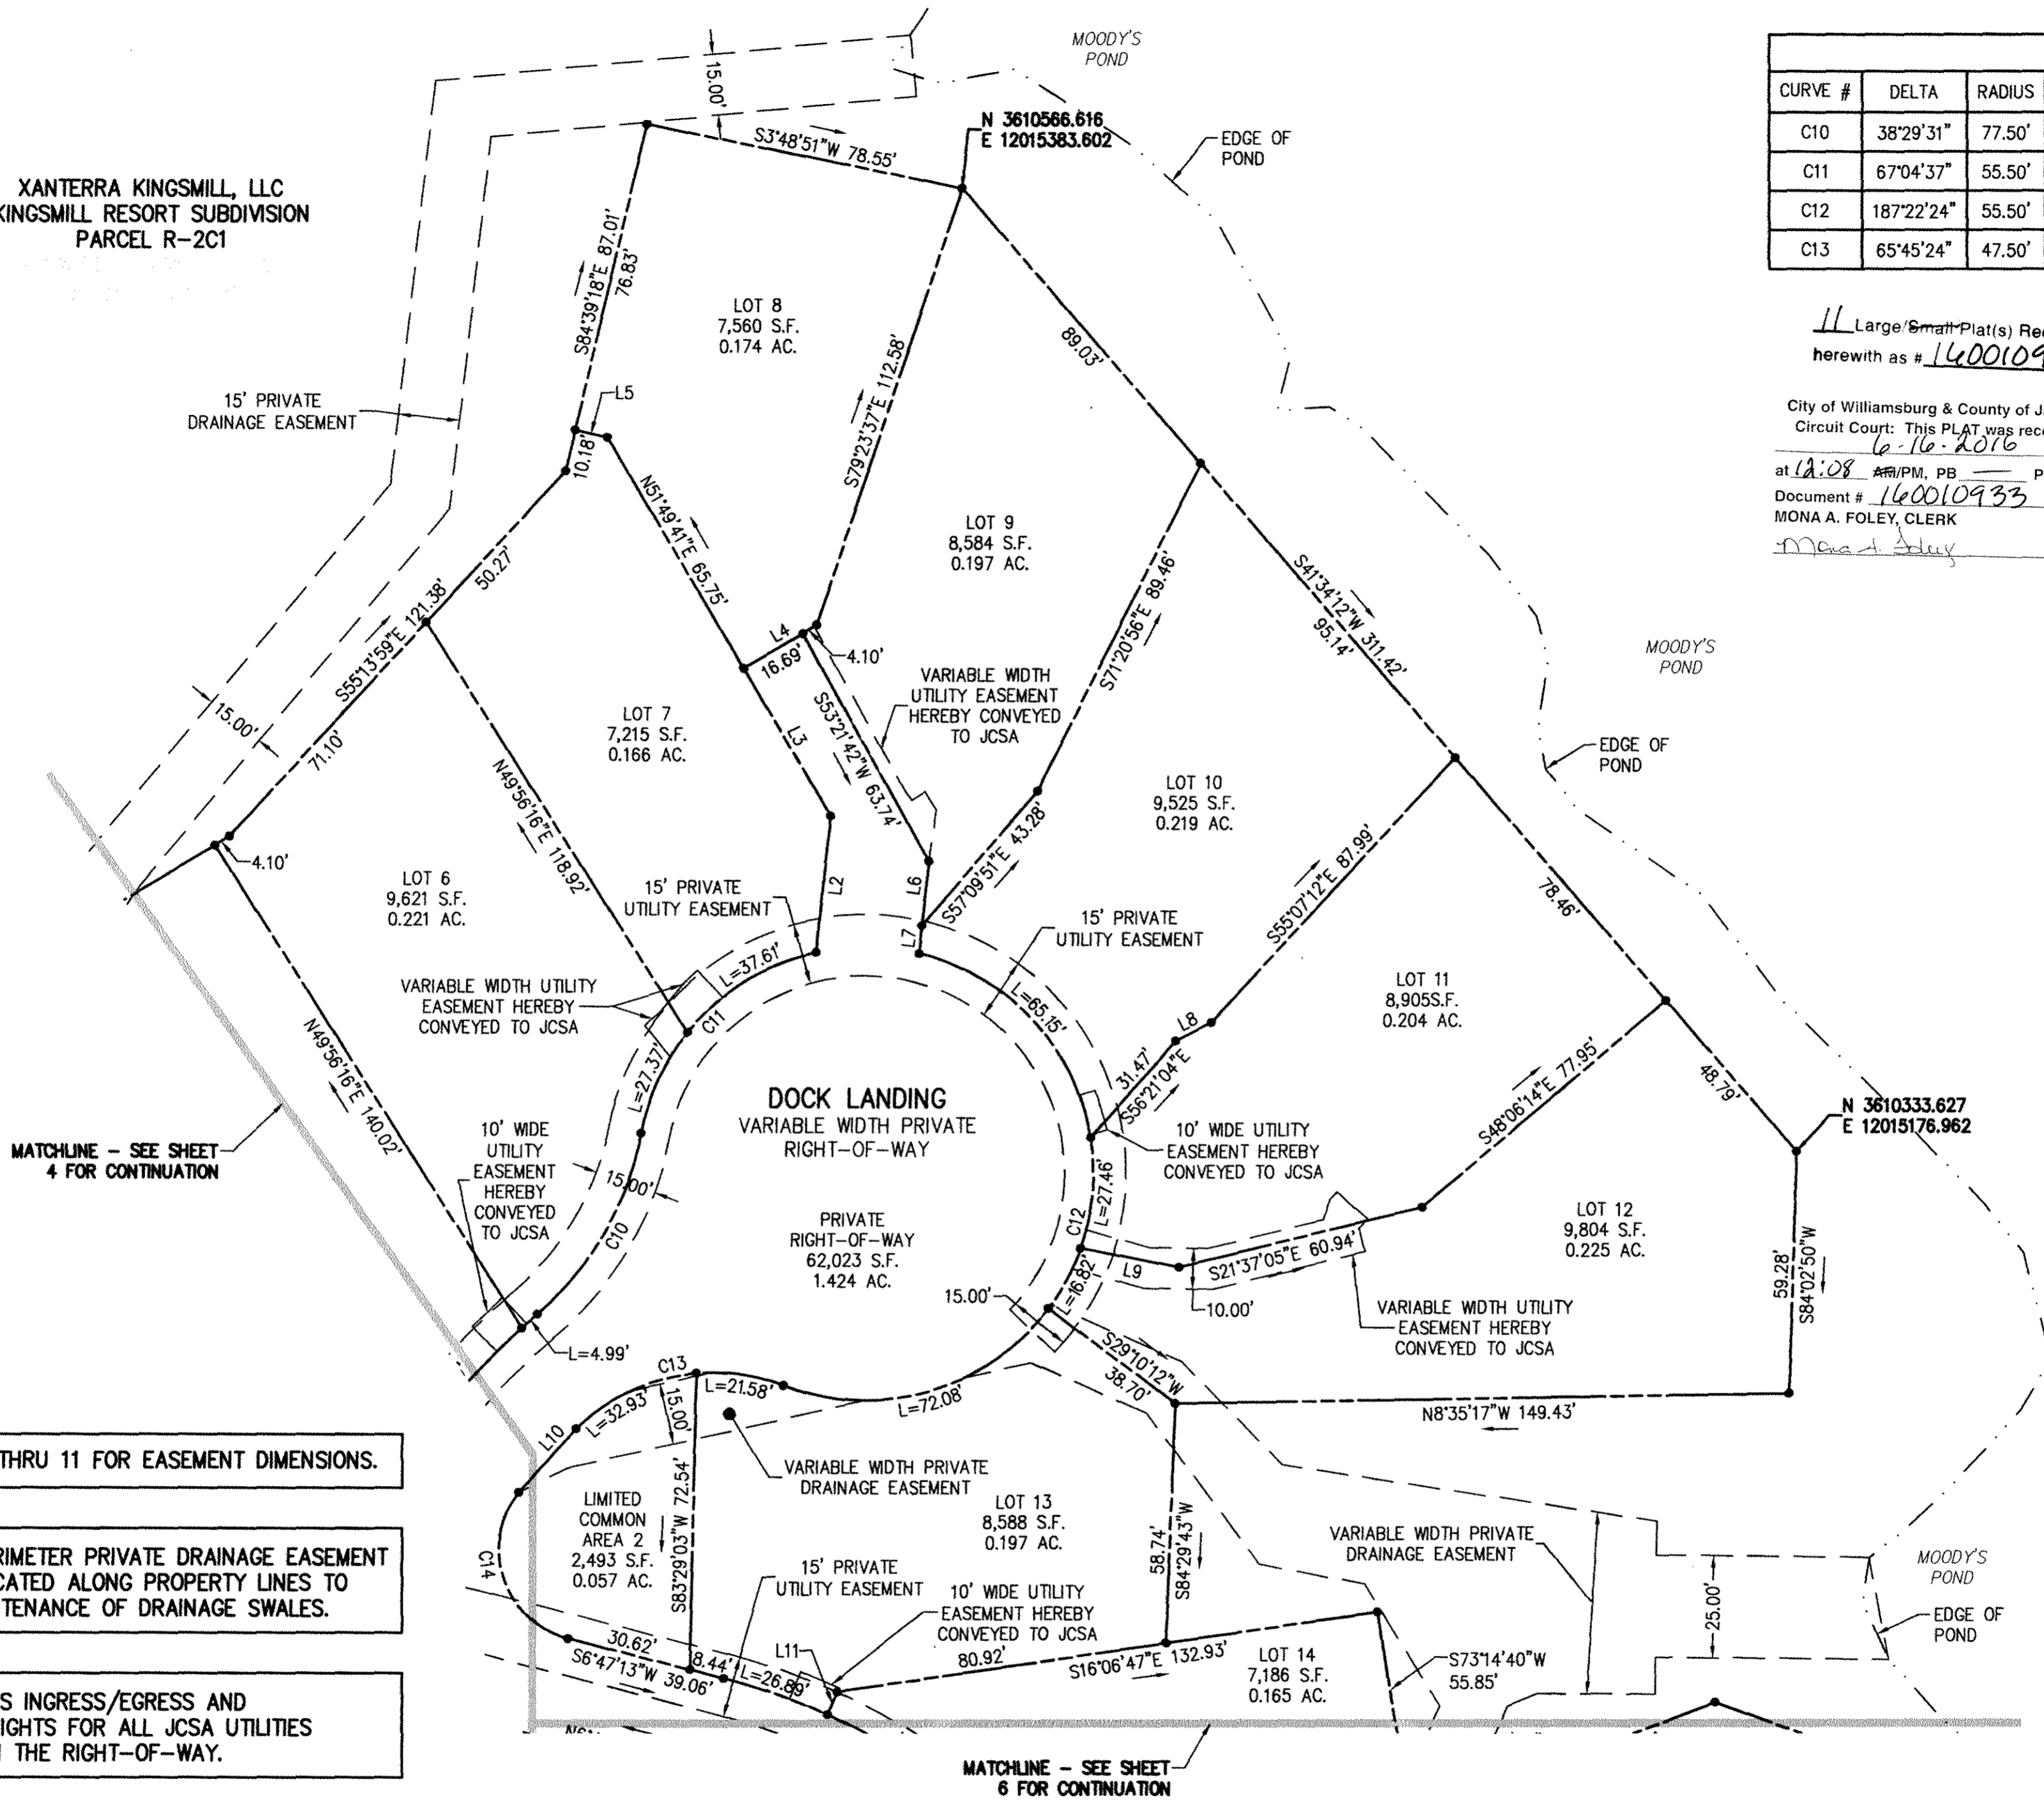 MOODY'S
POND
15.00'
N 3610566.616
E 12015383.602
EDGE OF
POND
S3°48'51"W 78.55'
XANTERRA KINGSMILL, LLC
KINGSMILL RESORT SUBDIVISION
PARCEL R-2C1
CURVE # DELTA RADIUS
C10 38°29'31" 77.50'
C11 67°04'37" 55.50'
C12 187°22'24" 55.50'
C13 65°45'24" 47.50'
11 Large/Small Plat(s) Rec
herewith as # 1600109
City of Williamsburg & County of J
Circuit Court: This PLAT was reco
6-16-2016
at 12:08 AM/PM, PB — P
Document # 160010933
MONA A. FOLEY, CLERK
Mona A. Foley
S84°39'18"E 87.01'
76.83'
LOT 8
7,560 S.F.
0.174 AC.
89.03'
S79°23'37"E 112.58'
15' PRIVATE
DRAINAGE EASEMENT
L5
10.18'
N51°49'41"E 65.75'
50.27'
LOT 9
8,584 S.F.
0.197 AC.
S71°20'56"E 89.46'
S41°34'12"W 311.42'
95.14'
S55°13'59"E 121.38'
71.10'
15.00'
L4
16.69'
4.10'
VARIABLE WIDTH
UTILITY EASEMENT
HEREBY CONVEYED
TO JCSA
MOODY'S
POND
LOT 7
7,215 S.F.
0.166 AC.
L3
S53°21'42"W 63.74'
EDGE OF
POND
N49°56'16"E 118.92'
LOT 10
9,525 S.F.
0.219 AC.
4.10'
LOT 6
9,621 S.F.
0.221 AC.
15' PRIVATE
UTILITY EASEMENT
L2
L6
S57°09'51"E 43.28'
S55°07'12"E 87.99'
78.46'
L7
15' PRIVATE
UTILITY EASEMENT
L=37.61'
VARIABLE WIDTH UTILITY
EASEMENT HEREBY
CONVEYED TO JCSA
C11
L=65.15'
LOT 11
8,905S.F.
0.204 AC.
L8
N49°56'16"E 140.02'
L=27.37'
31.47'
S56°21'04"E
48.79'
S48°06'14"E 77.95'
N 3610333.627
E 12015176.962
DOCK LANDING
VARIABLE WIDTH PRIVATE
RIGHT-OF-WAY
MATCHLINE - SEE SHEET
4 FOR CONTINUATION
10' WIDE
UTILITY
EASEMENT
HEREBY
CONVEYED
TO JCSA
15.00'
C10
10' WIDE UTILITY
EASEMENT HEREBY
CONVEYED TO JCSA
L=27.46'
C12
PRIVATE
RIGHT-OF-WAY
62,023 S.F.
1.424 AC.
LOT 12
9,804 S.F.
0.225 AC.
L9
S21°37'05"E 60.94'
59.28'
S84°02'50"W
L=16.82'
15.00'
10.00'
VARIABLE WIDTH UTILITY
EASEMENT HEREBY
CONVEYED TO JCSA
L=4.99'
C13
L=21.58'
S29°10'12"W
38.70'
L=72.08'
N8°35'17"W 149.43'
L10
L=32.93'
15.00'
THRU 11 FOR EASEMENT DIMENSIONS.
VARIABLE WIDTH PRIVATE
DRAINAGE EASEMENT
LIMITED
COMMON
AREA 2
2,493 S.F.
0.057 AC.
S83°29'03"W 72.54'
LOT 13
8,588 S.F.
0.197 AC.
58.74'
S84°29'43"W
VARIABLE WIDTH PRIVATE
DRAINAGE EASEMENT
25.00'
MOODY'S
POND
EDGE OF
POND
RIMETER PRIVATE DRAINAGE EASEMENT
CATED ALONG PROPERTY LINES TO
TENANCE OF DRAINAGE SWALES.
C14
15' PRIVATE
UTILITY EASEMENT
10' WIDE UTILITY
EASEMENT HEREBY
CONVEYED TO JCSA
30.62'
S6°47'13"W 39.06'
8.44'
L=26.89'
L11
80.92'
S16°06'47"E 132.93'
LOT 14
7,186 S.F.
0.165 AC.
S73°14'40"W
55.85'
S INGRESS/EGRESS AND
IGHTS FOR ALL JCSA UTILITIES
THE RIGHT-OF-WAY.
MATCHLINE - SEE SHEET
6 FOR CONTINUATION